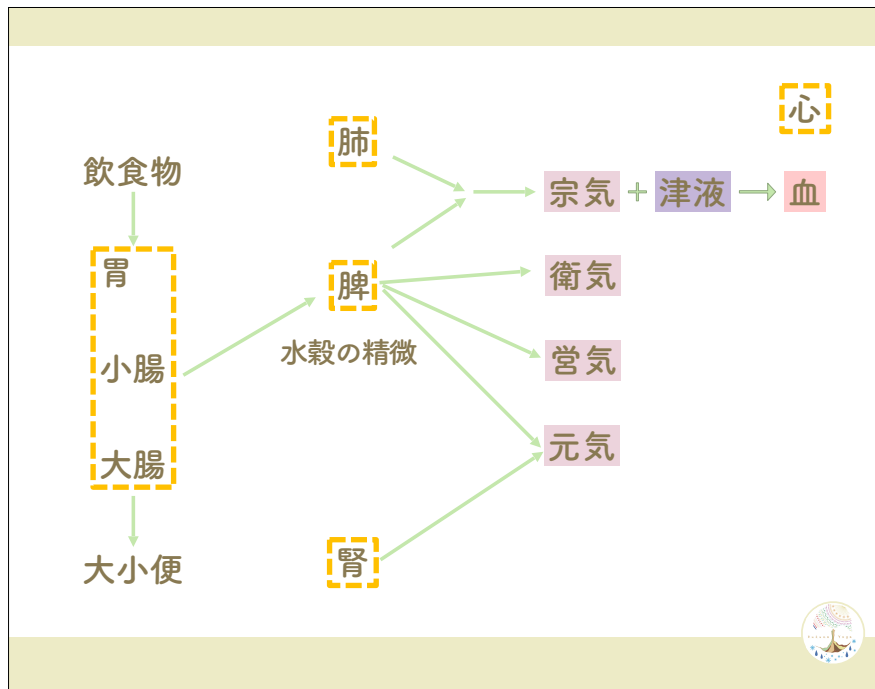 心
肺
飲食物
宗気 + 津液 → 血
胃
脾
衛気
水穀の精微
小腸
営気
大腸
元気
大小便
腎